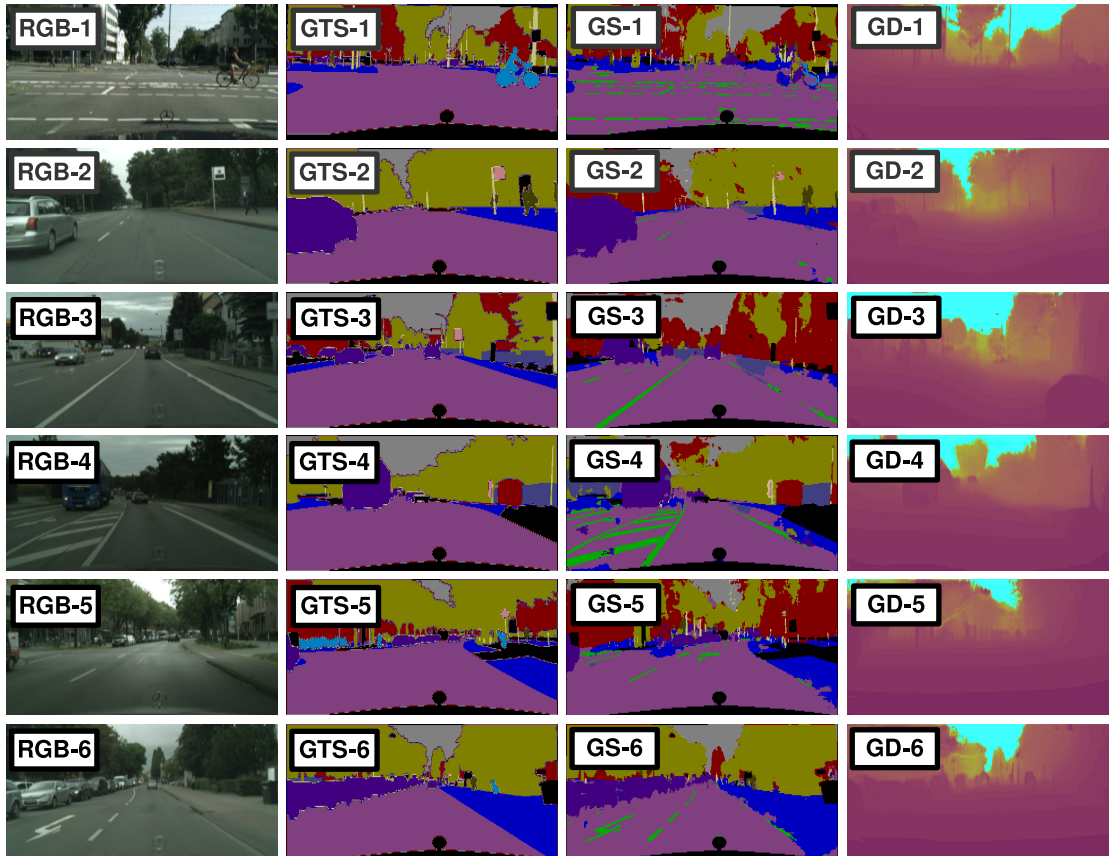 RGB-1 GTS-1 GS-1 GD-1
RGB-2 GTS-2 GS-2 GD-2
RGB-3 GTS-3 GS-3 GD-3
RGB-4 GTS-4 GS-4 GD-4
RGB-5 GTS-5 GS-5 GD-5
RGB-6 GTS-6 GS-6 GD-6